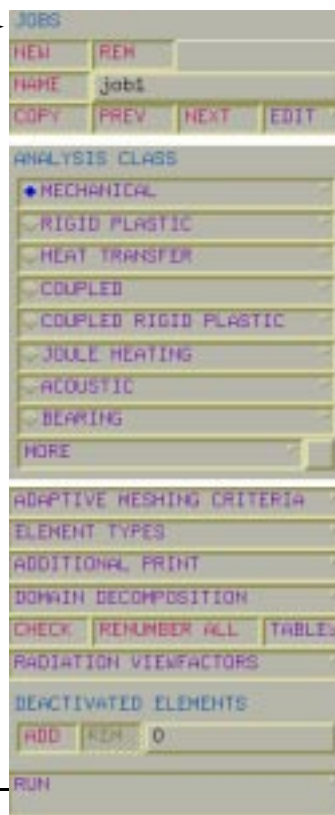 JOBS
NEW REM
NAME job1
COPY PREV NEXT EDIT
ANALYSIS CLASS
MECHANICAL
RIGID PLASTIC
HEAT TRANSFER
COUPLED
COUPLED RIGID PLASTIC
JOULE HEATING
ACOUSTIC
BEARING
MORE
ADAPTIVE MESHING CRITERIA
ELEMENT TYPES
ADDITIONAL PRINT
DOMAIN DECOMPOSITION
CHECK RENUMBER ALL TABLES
RADIATION VIEWFACTORS
DEACTIVATED ELEMENTS
ADD REM 0
RUN